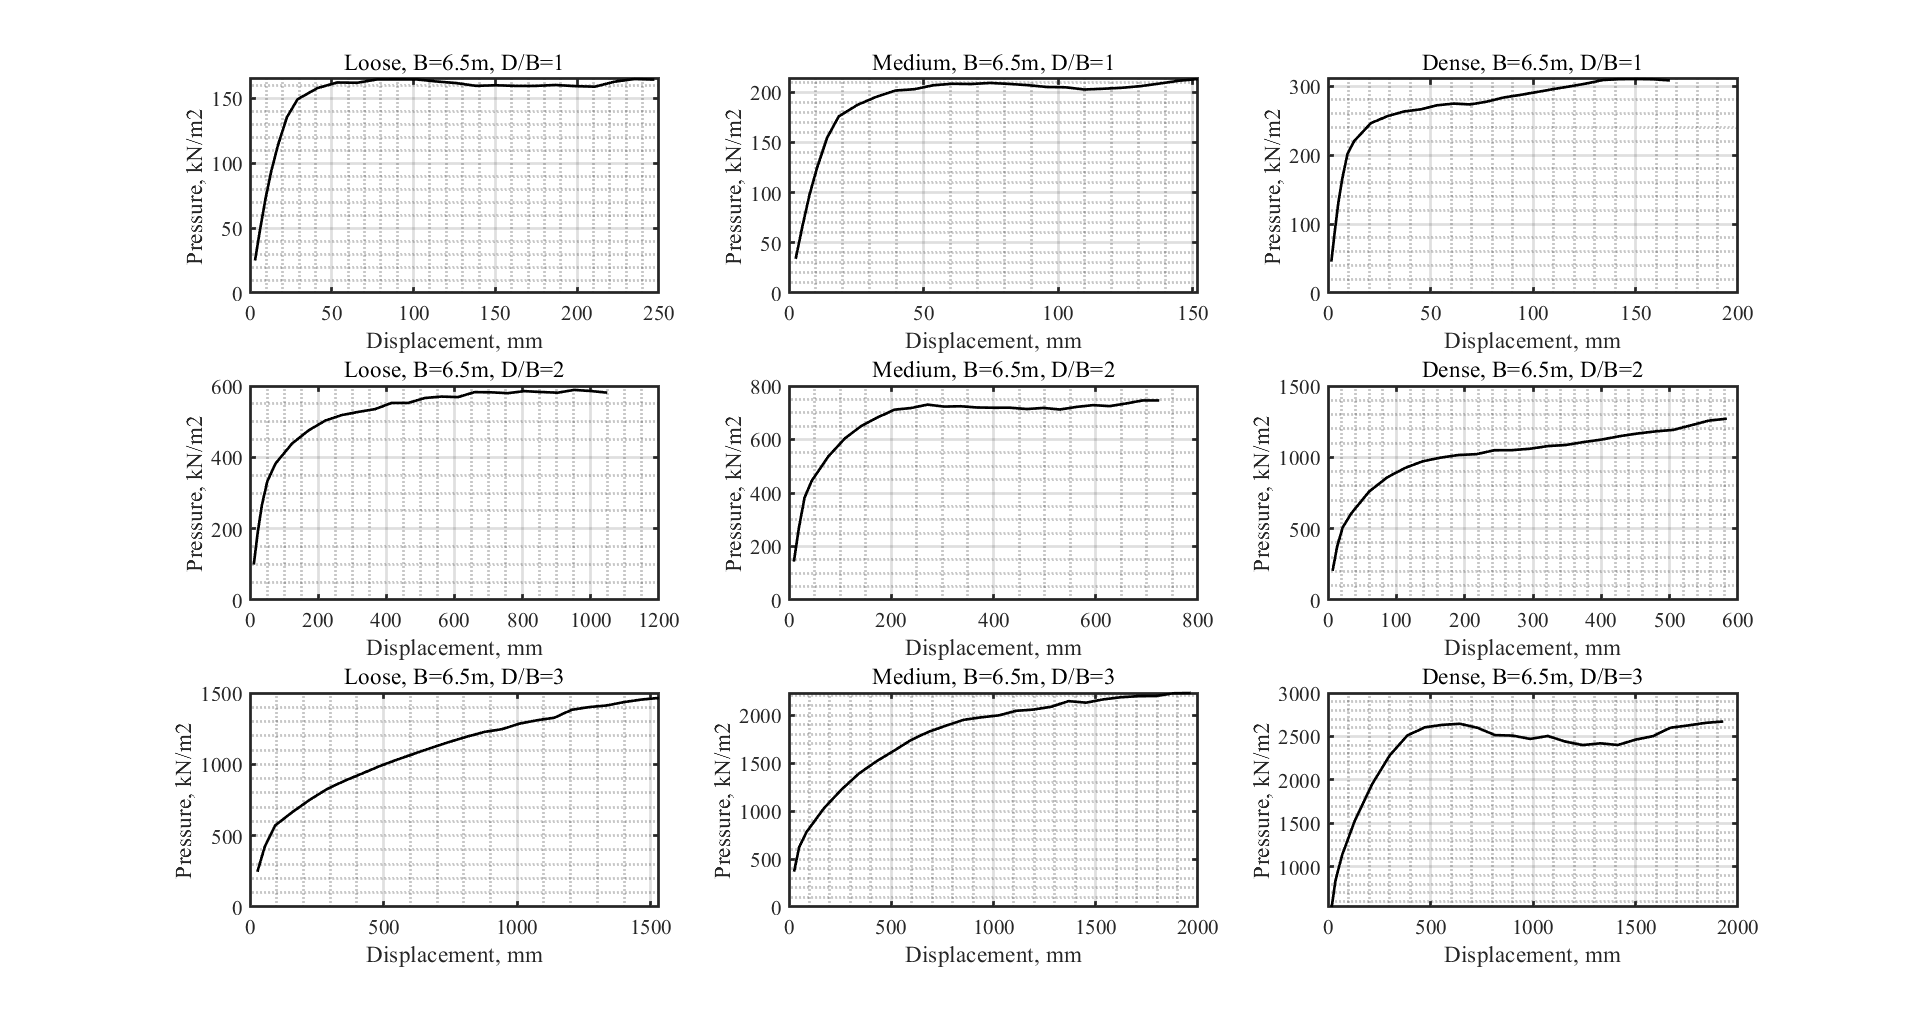 Loose, B=6.5m, D/B=1
Pressure, kN/m2
150
100
50
0
0 50 100 150 200 250
Displacement, mm
Medium, B=6.5m, D/B=1
Pressure, kN/m2
200
150
100
50
0
0 50 100 150
Displacement, mm
Dense, B=6.5m, D/B=1
Pressure, kN/m2
300
200
100
0
0 50 100 150 200
Displacement, mm
Loose, B=6.5m, D/B=2
Pressure, kN/m2
600
400
200
0
0 200 400 600 800 1000 1200
Displacement, mm
Medium, B=6.5m, D/B=2
Pressure, kN/m2
800
600
400
200
0
0 200 400 600 800
Displacement, mm
Dense, B=6.5m, D/B=2
Pressure, kN/m2
1500
1000
500
0
0 100 200 300 400 500 600
Displacement, mm
Loose, B=6.5m, D/B=3
Pressure, kN/m2
1500
1000
500
0
0 500 1000 1500
Displacement, mm
Medium, B=6.5m, D/B=3
Pressure, kN/m2
2000
1500
1000
500
0
0 500 1000 1500 2000
Displacement, mm
Dense, B=6.5m, D/B=3
Pressure, kN/m2
3000
2500
2000
1500
1000
0 500 1000 1500 2000
Displacement, mm